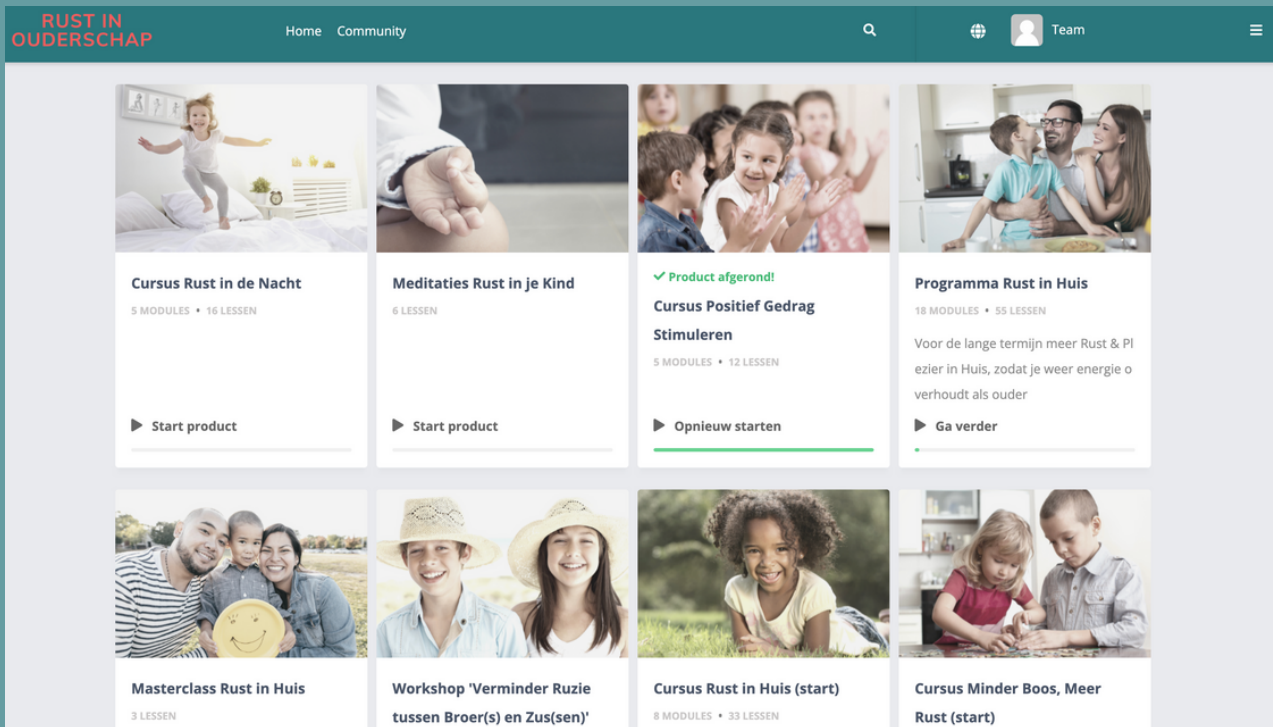 RUST IN
OUDERSCHAP
Home Community
Team
Cursus Rust in de Nacht
5 MODULES • 16 LESSEN
Start product
Meditaties Rust in je Kind
6 LESSEN
Start product
Product afgerond!
Cursus Positief Gedrag
Stimuleren
5 MODULES • 12 LESSEN
Opnieuw starten
Programma Rust in Huis
18 MODULES • 55 LESSEN
Voor de lange termijn meer Rust & Pl
ezier in Huis, zodat je weer energie o
verhoudt als ouder
Ga verder
Masterclass Rust in Huis
3 LESSEN
Workshop 'Verminder Ruzie
tussen Broer(s) en Zus(sen)'
Cursus Rust in Huis (start)
8 MODULES • 33 LESSEN
Cursus Minder Boos, Meer
Rust (start)